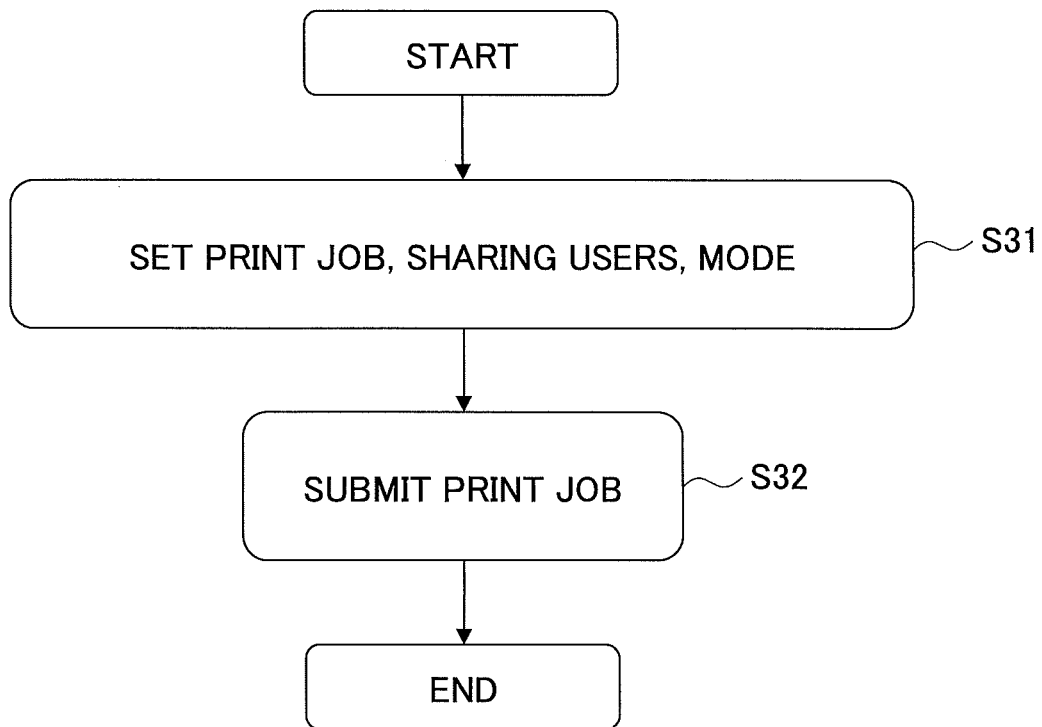 START
SET PRINT JOB, SHARING USERS, MODE
S31
SUBMIT PRINT JOB
S32
END